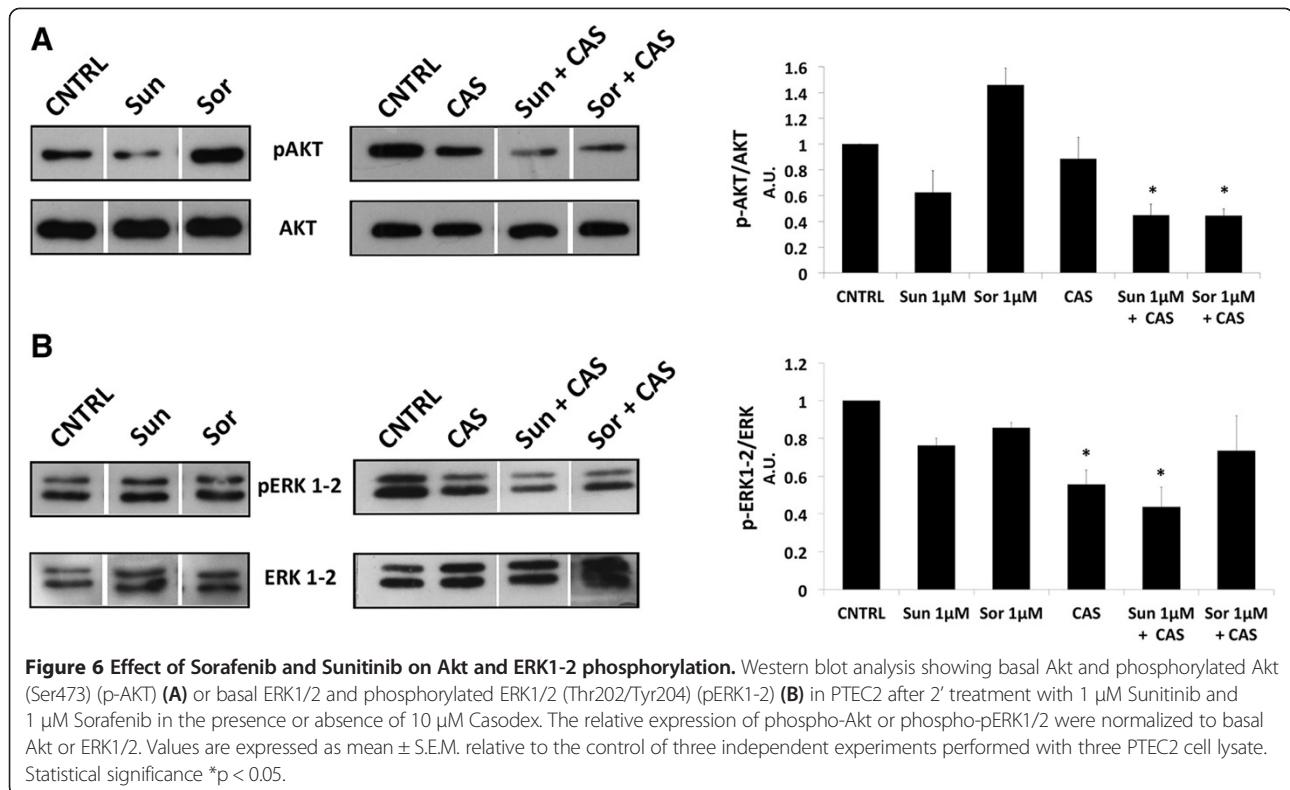 A
CNTRL Sun Sor
CNTRL CAS Sun + CAS Sor + CAS
pAKT
AKT
p-AKT/AKT
A.U.
1.6
1.4
1.2
1
0.8
0.6
0.4
0.2
0
* *
CNTRL Sun 1µM Sor 1µM CAS Sun 1µM + CAS Sor 1µM + CAS
B
CNTRL Sun Sor
CNTRL CAS Sun + CAS Sor + CAS
pERK 1-2
ERK 1-2
p-ERK1-2/ERK
A.U.
1.2
1
0.8
0.6
0.4
0.2
0
* *
CNTRL Sun 1µM Sor 1µM CAS Sun 1µM + CAS Sor 1µM + CAS
Figure 6 Effect of Sorafenib and Sunitinib on Akt and ERK1-2 phosphorylation. Western blot analysis showing basal Akt and phosphorylated Akt
(Ser473) (p-AKT) (A) or basal ERK1/2 and phosphorylated ERK1/2 (Thr202/Tyr204) (pERK1-2) (B) in PTEC2 after 2′ treatment with 1 μM Sunitinib and
1 μM Sorafenib in the presence or absence of 10 μM Casodex. The relative expression of phospho-Akt or phospho-pERK1/2 were normalized to basal
Akt or ERK1/2. Values are expressed as mean ± S.E.M. relative to the control of three independent experiments performed with three PTEC2 cell lysate.
Statistical significance *p < 0.05.